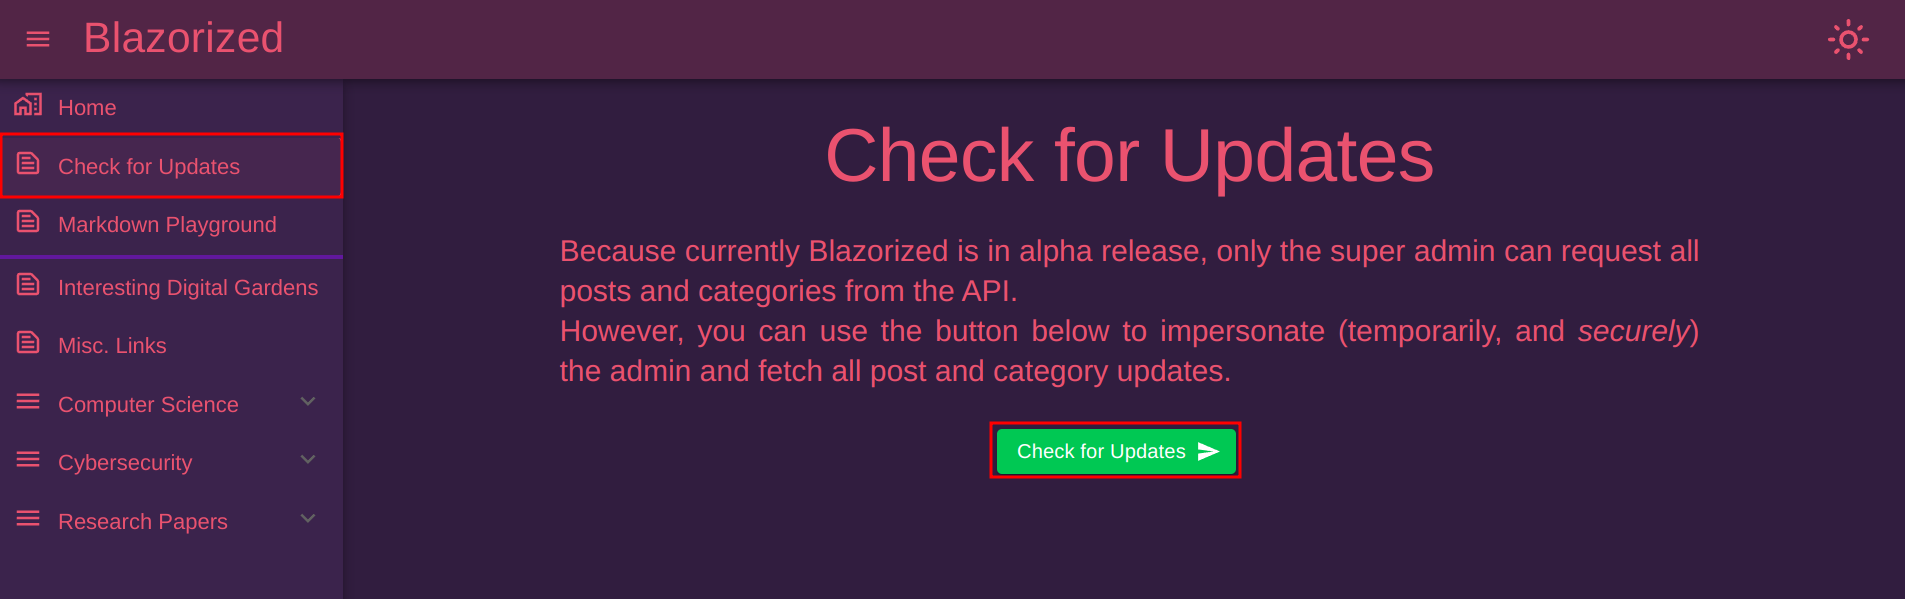 Blazorized
Home
Check for Updates
Markdown Playground
Interesting Digital Gardens
Misc. Links
Computer Science
Cybersecurity
Research Papers
Check for Updates
Because currently Blazorized is in alpha release, only the super admin can request all
posts and categories from the API.
However, you can use the button below to impersonate (temporarily, and securely)
the admin and fetch all post and category updates.
Check for Updates